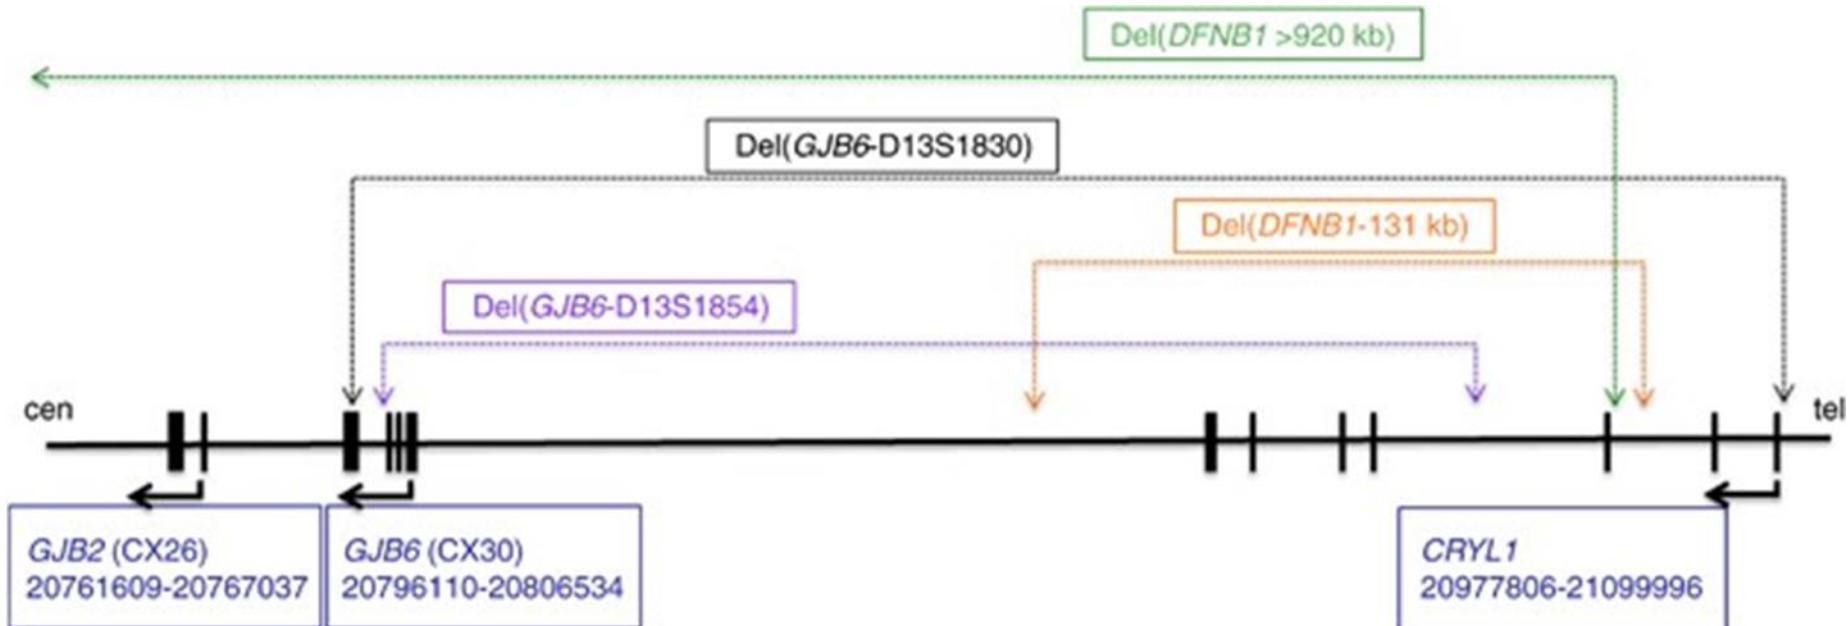 Del(DFNB1 >920 kb)
Del(GJB6-D13S1830)
Del(DFNB1-131 kb)
Del(GJB6-D13S1854)
cen
tel
GJB2 (CX26)
20761609-20767037
GJB6 (CX30)
20796110-20806534
CRYL1
20977806-21099996